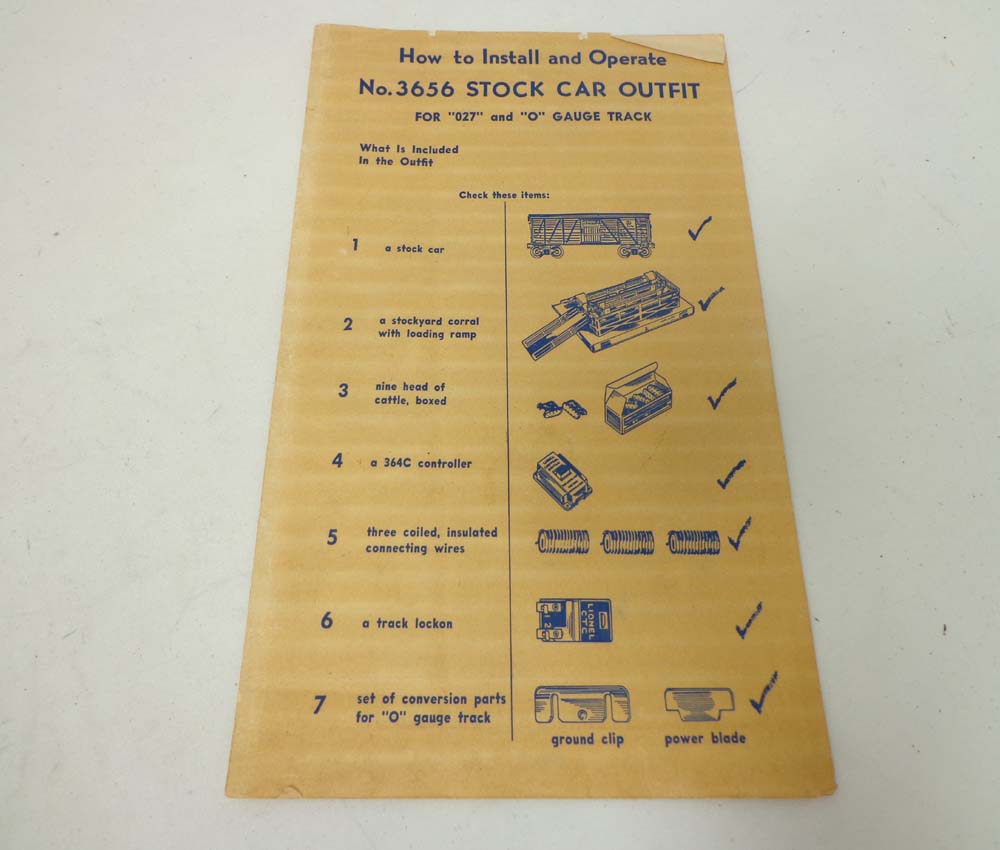 How to Install and Operate
No. 3656 STOCK CAR OUTFIT
FOR "027" and "O" GAUGE TRACK
What Is Included
In the Outfit
Check these items:
1 a stock car
2 a stockyard corral
with loading ramp
3 nine head of
cattle, boxed
4 a 364C controller
5 three coiled, insulated
connecting wires
6 a track lockon
1 2
LIONEL
CTC
7 set of conversion parts
for "O" gauge track
ground clip power blade